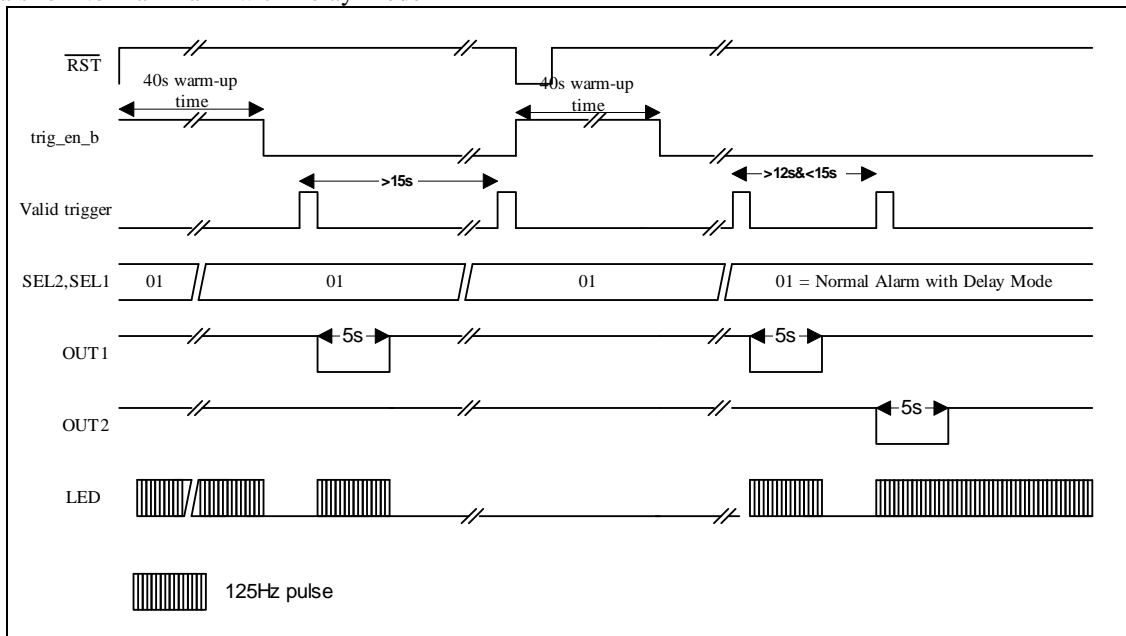 RST
40s warm-up
time
40s warm-up
time
trig_en_b
>15s
>12s&<15s
Valid trigger
SEL2,SEL1
01
01
01
01 = Normal Alarm with Delay Mode
5s
5s
OUT1
5s
OUT2
LED
125Hz pulse